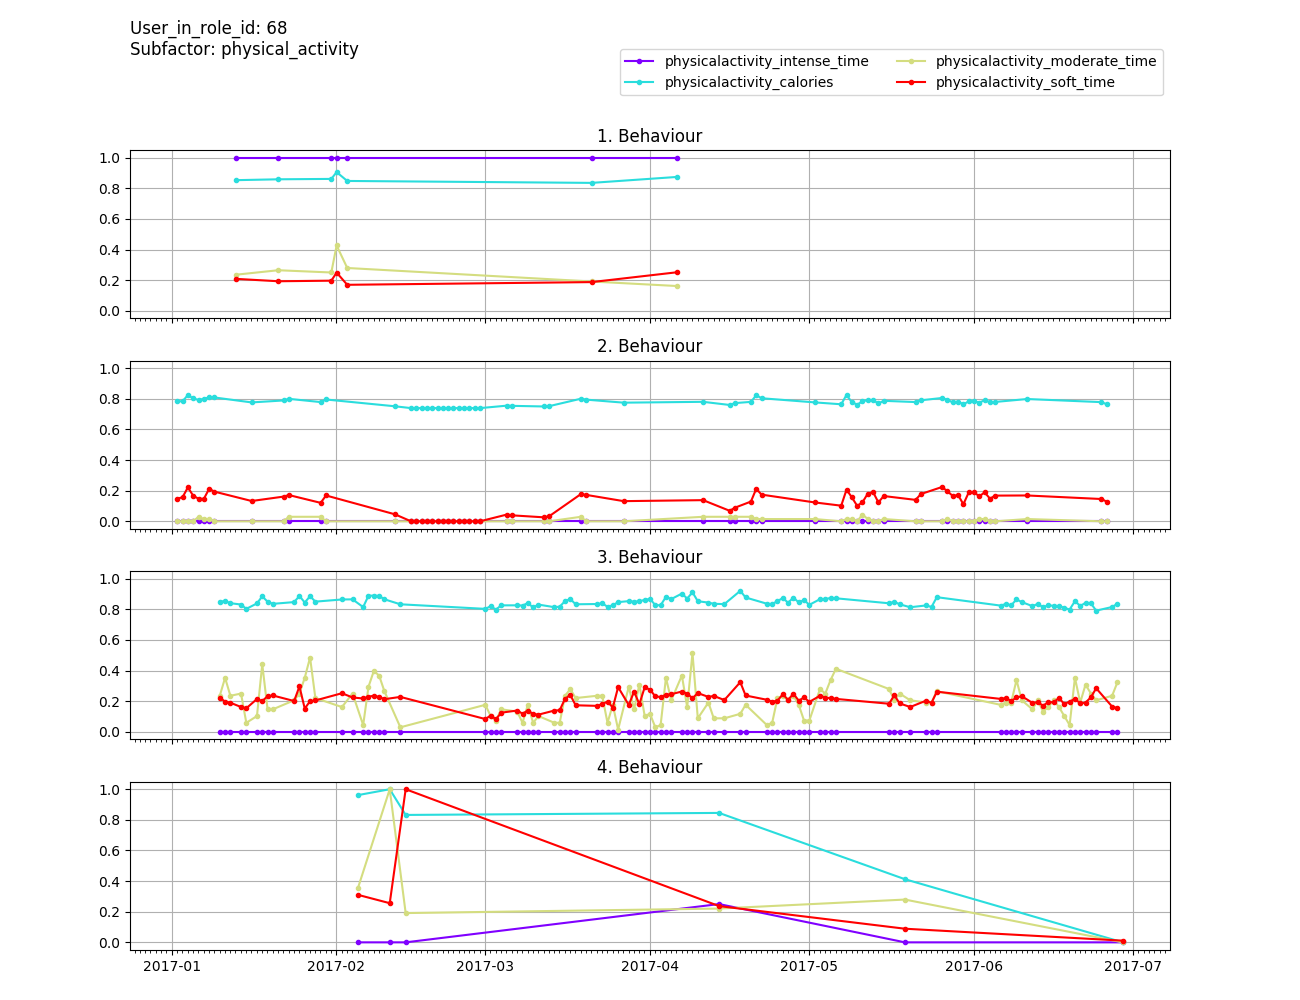 User_in_role_id: 68
Subfactor: physical_activity
physicalactivity_intense_time
physicalactivity_moderate_time
physicalactivity_calories
physicalactivity_soft_time
1. Behaviour
1.0
0.8
0.6
0.4
0.2
0.0
2. Behaviour
1.0
0.8
0.6
0.4
0.2
0.0
3. Behaviour
1.0
0.8
0.6
0.4
0.2
0.0
4. Behaviour
1.0
0.8
0.6
0.4
0.2
0.0
2017-01 2017-02 2017-03 2017-04 2017-05 2017-06 2017-07